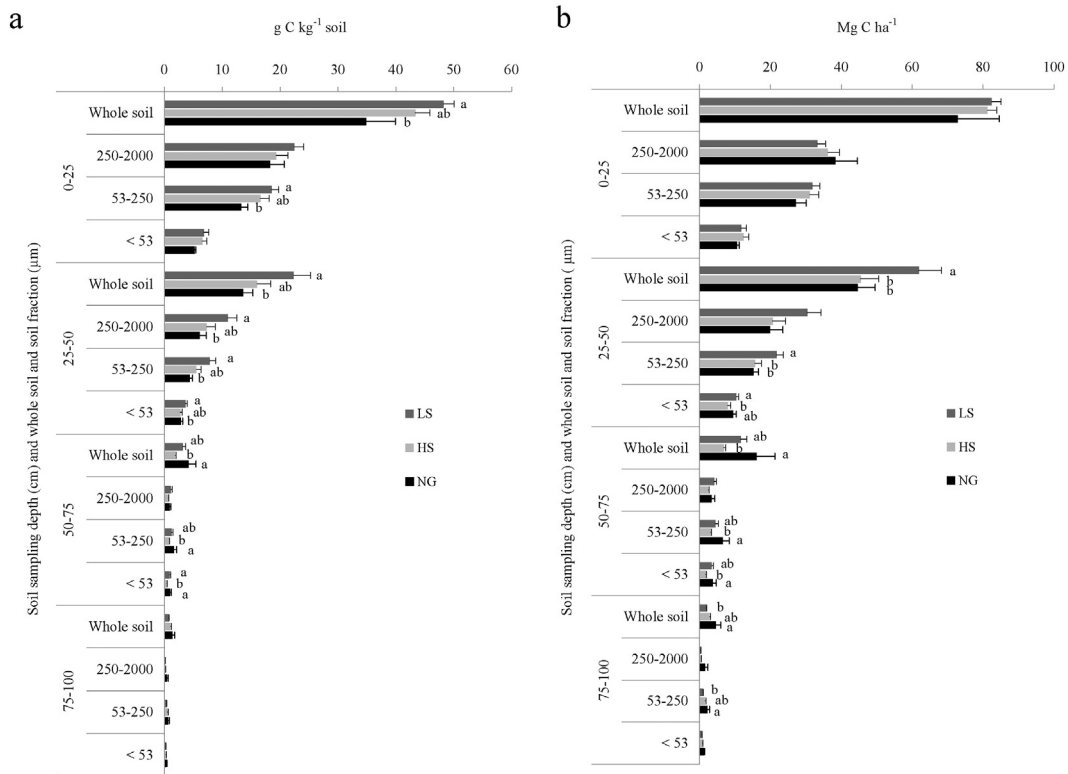 a
g C kg-1 soil
0 10 20 30 40 50 60
Soil sampling depth (cm) and whole soil and soil fraction (µm)
0-25
Whole soil
a
ab
b
250-2000
53-250
a
ab
b
< 53
25-50
Whole soil
a
ab
b
250-2000
a
ab
b
53-250
a
ab
b
< 53
a
ab
b
50-75
Whole soil
ab
b
a
250-2000
53-250
ab
b
a
< 53
a
b
a
75-100
Whole soil
250-2000
53-250
< 53
LS
HS
NG
b
Mg C ha-1
0 20 40 60 80 100
Soil sampling depth (cm) and whole soil and soil fraction ( µm)
0-25
Whole soil
250-2000
53-250
< 53
25-50
Whole soil
a
b
b
250-2000
53-250
a
b
b
< 53
a
b
ab
50-75
Whole soil
ab
b
a
250-2000
53-250
ab
b
a
< 53
ab
b
a
75-100
Whole soil
b
ab
a
250-2000
53-250
b
ab
a
< 53
LS
HS
NG